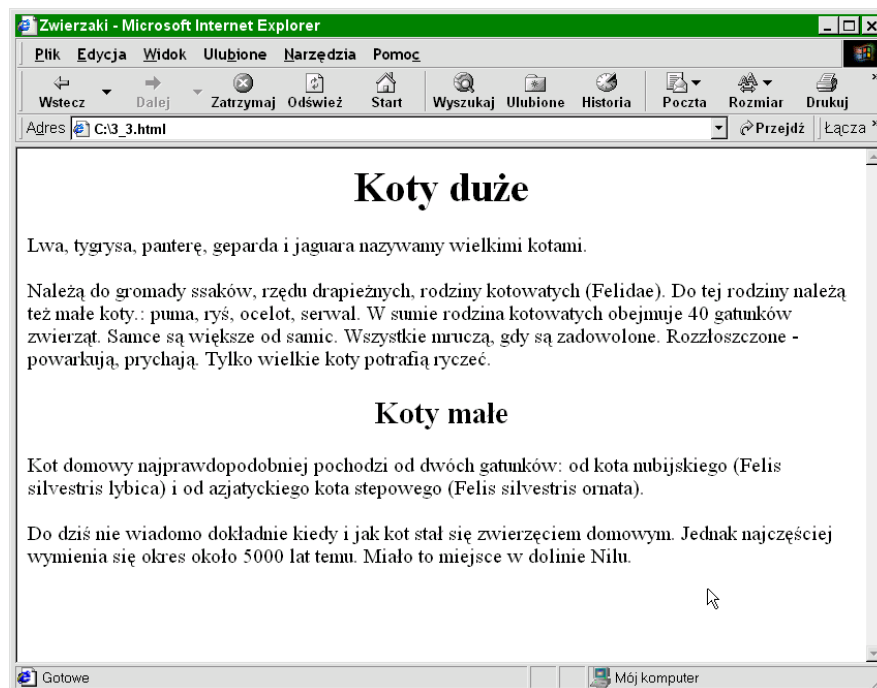 Zwierzaki - Microsoft Internet Explorer
Plik Edycja Widok Ulubione Narzędzia Pomoc
Wstecz Dalej Zatrzymaj Odśwież Start Wyszukaj Ulubione Historia Poczta Rozmiar Drukuj
Adres C:\3_3.html Przejdź Łącza
Koty duże
Lwa, tygrysa, panterę, geparda i jaguara nazywamy wielkimi kotami.
Należą do gromady ssaków, rzędu drapieżnych, rodziny kotowatych (Felidae). Do tej rodziny należą
też małe koty.: puma, ryś, ocelot, serwal. W sumie rodzina kotowatych obejmuje 40 gatunków
zwierząt. Samce są większe od samic. Wszystkie mruczą, gdy są zadowolone. Rozzłoszczone -
powarkują, prychają. Tylko wielkie koty potrafią ryczeć.
Koty małe
Kot domowy najprawdopodobniej pochodzi od dwóch gatunków: od kota nubijskiego (Felis
silvestris lybica) i od azjatyckiego kota stepowego (Felis silvestris ornata).
Do dziś nie wiadomo dokładnie kiedy i jak kot stał się zwierzęciem domowym. Jednak najczęściej
wymienia się okres około 5000 lat temu. Miało to miejsce w dolinie Nilu.
Gotowe Mój komputer